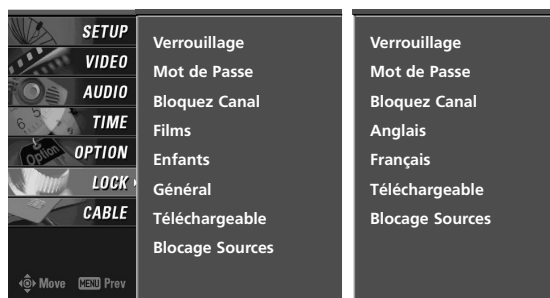 SETUP
VIDEO
AUDIO
TIME
OPTION
LOCK
CABLE
Move MENU Prev
Verrouillage
Mot de Passe
Bloquez Canal
Films
Enfants
Général
Téléchargeable
Blocage Sources
Verrouillage
Mot de Passe
Bloquez Canal
Anglais
Français
Téléchargeable
Blocage Sources